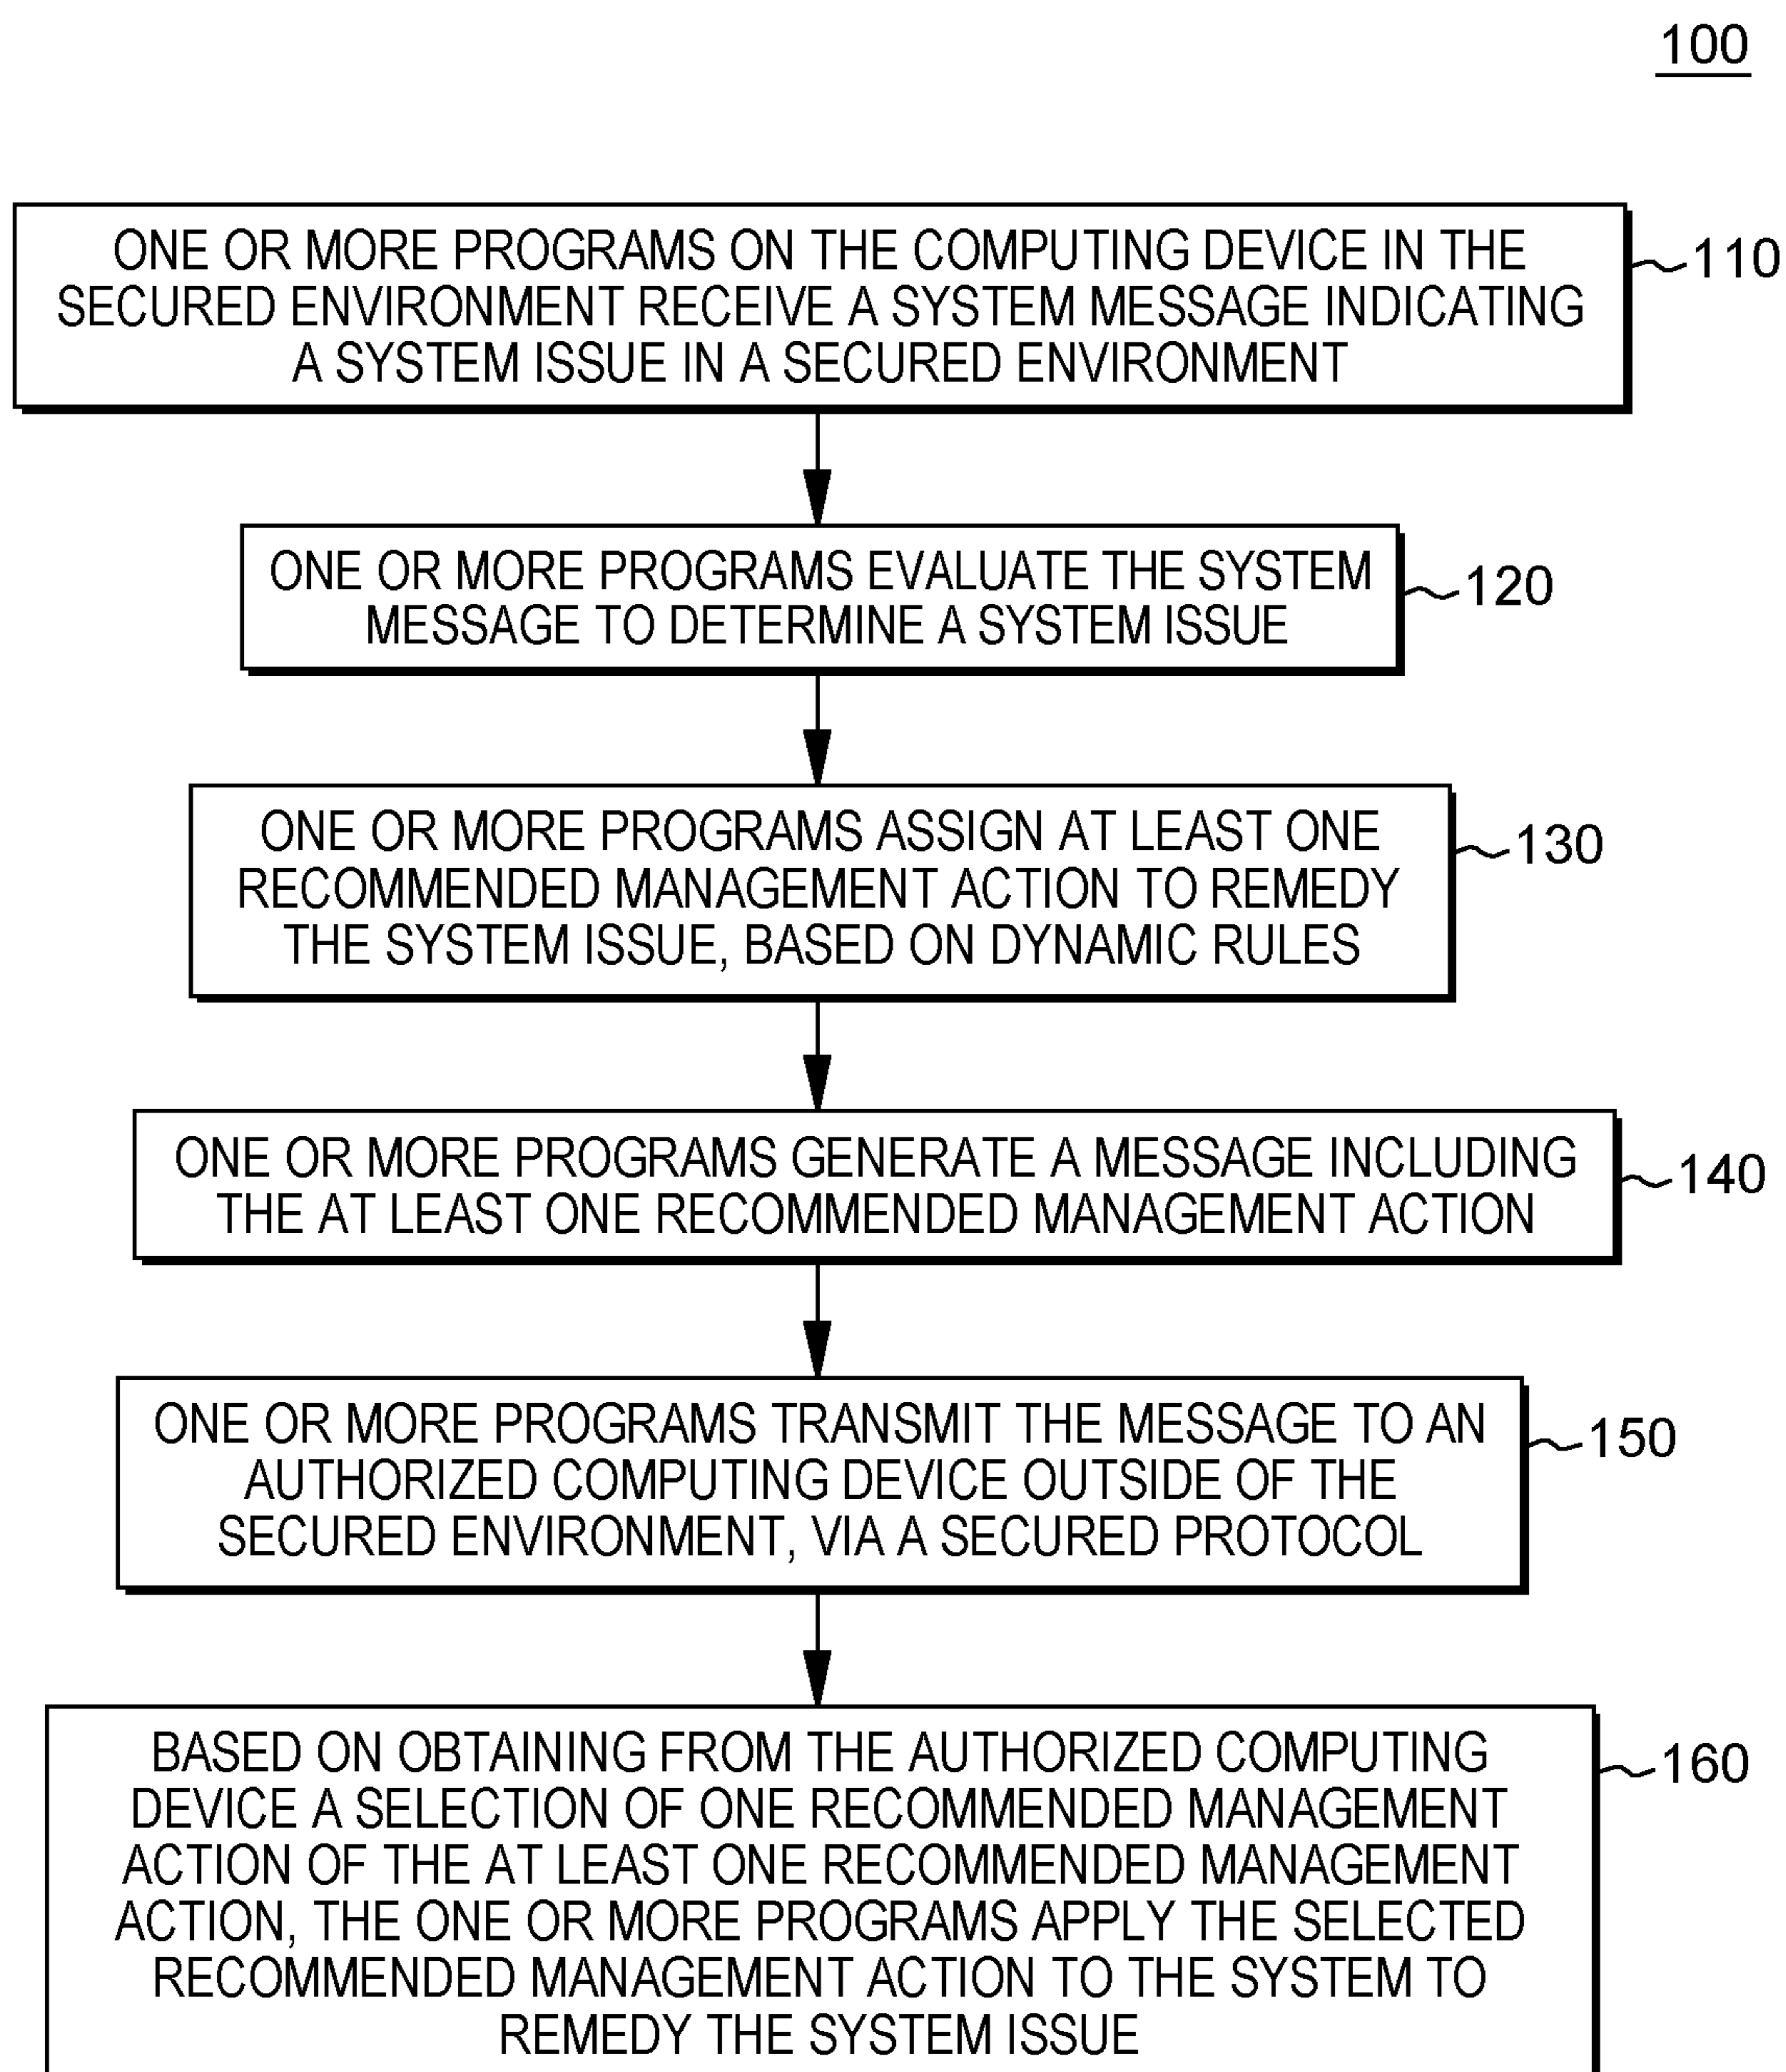 100
ONE OR MORE PROGRAMS ON THE COMPUTING DEVICE IN THE
SECURED ENVIRONMENT RECEIVE A SYSTEM MESSAGE INDICATING
A SYSTEM ISSUE IN A SECURED ENVIRONMENT
110
ONE OR MORE PROGRAMS EVALUATE THE SYSTEM
MESSAGE TO DETERMINE A SYSTEM ISSUE
120
ONE OR MORE PROGRAMS ASSIGN AT LEAST ONE
RECOMMENDED MANAGEMENT ACTION TO REMEDY
THE SYSTEM ISSUE, BASED ON DYNAMIC RULES
130
ONE OR MORE PROGRAMS GENERATE A MESSAGE INCLUDING
THE AT LEAST ONE RECOMMENDED MANAGEMENT ACTION
140
ONE OR MORE PROGRAMS TRANSMIT THE MESSAGE TO AN
AUTHORIZED COMPUTING DEVICE OUTSIDE OF THE
SECURED ENVIRONMENT, VIA A SECURED PROTOCOL
150
BASED ON OBTAINING FROM THE AUTHORIZED COMPUTING
DEVICE A SELECTION OF ONE RECOMMENDED MANAGEMENT
ACTION OF THE AT LEAST ONE RECOMMENDED MANAGEMENT
ACTION, THE ONE OR MORE PROGRAMS APPLY THE SELECTED
RECOMMENDED MANAGEMENT ACTION TO THE SYSTEM TO
REMEDY THE SYSTEM ISSUE
160